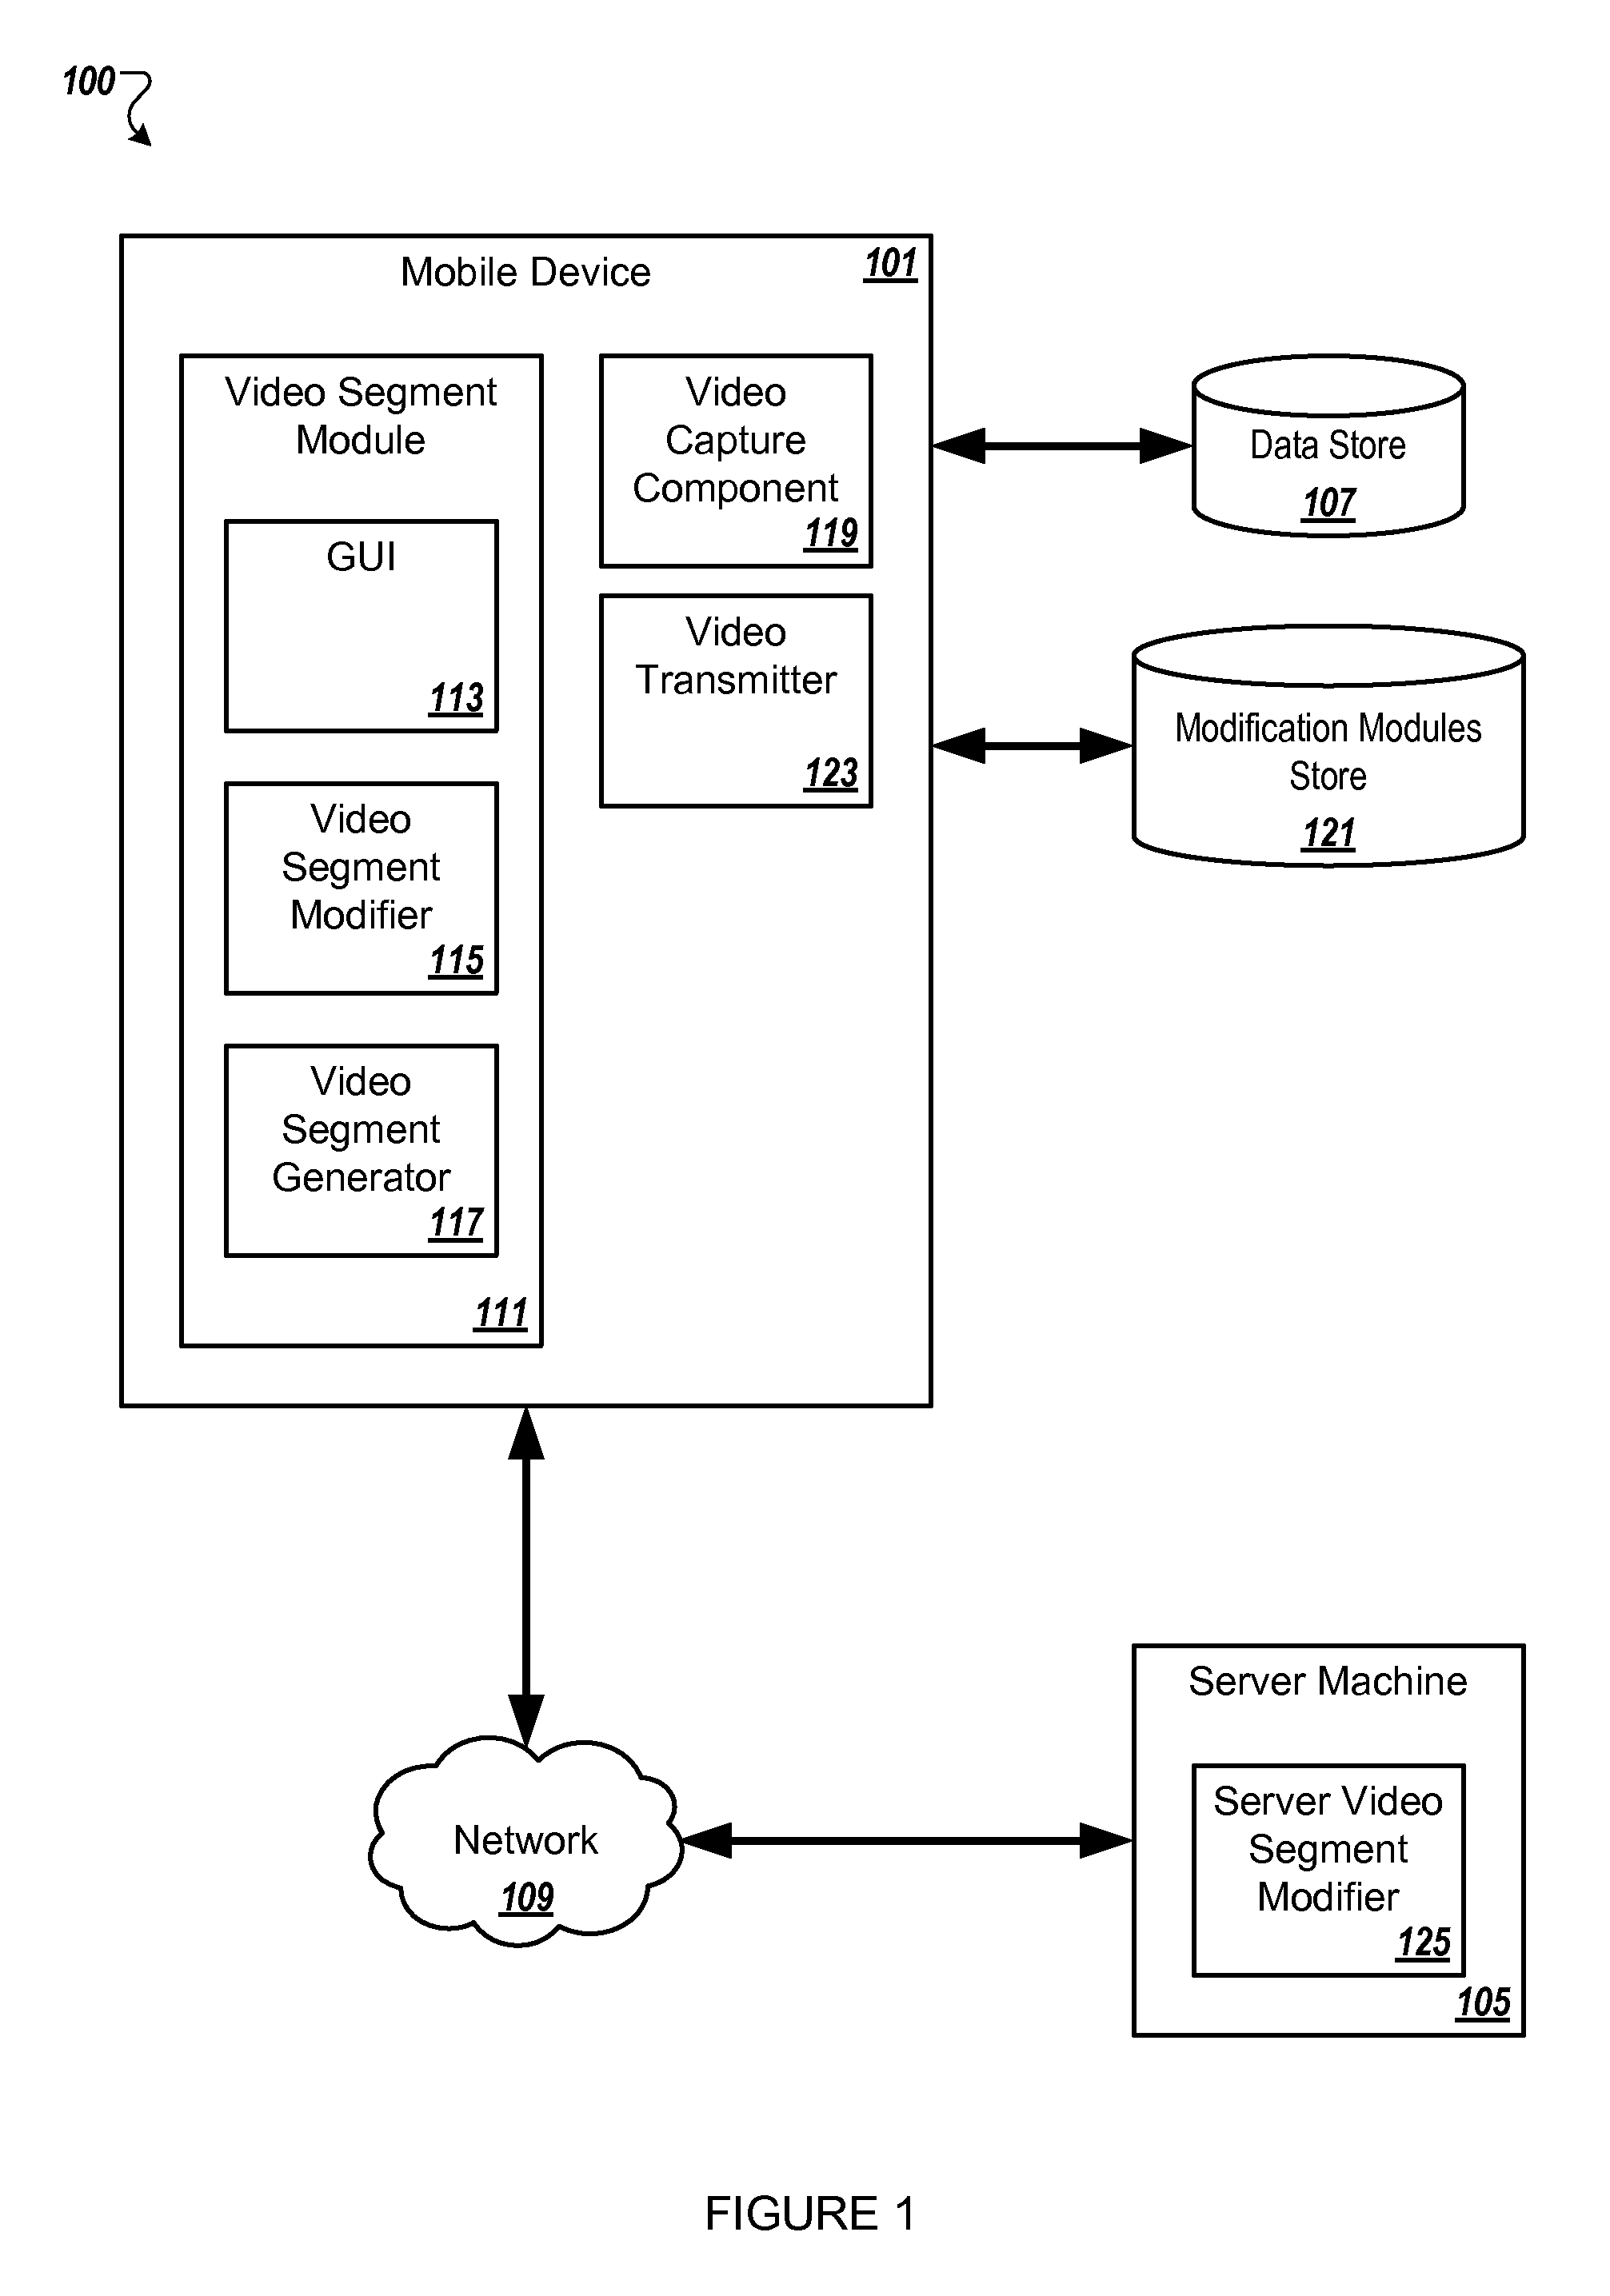 100
Mobile Device
101
Video Segment
Module
GUI
113
Video
Segment
Modifier
115
Video
Segment
Generator
117
111
Video
Capture
Component
119
Video
Transmitter
123
Data Store
107
Modification Modules
Store
121
Network
109
Server Machine
Server Video
Segment
Modifier
125
105
FIGURE 1